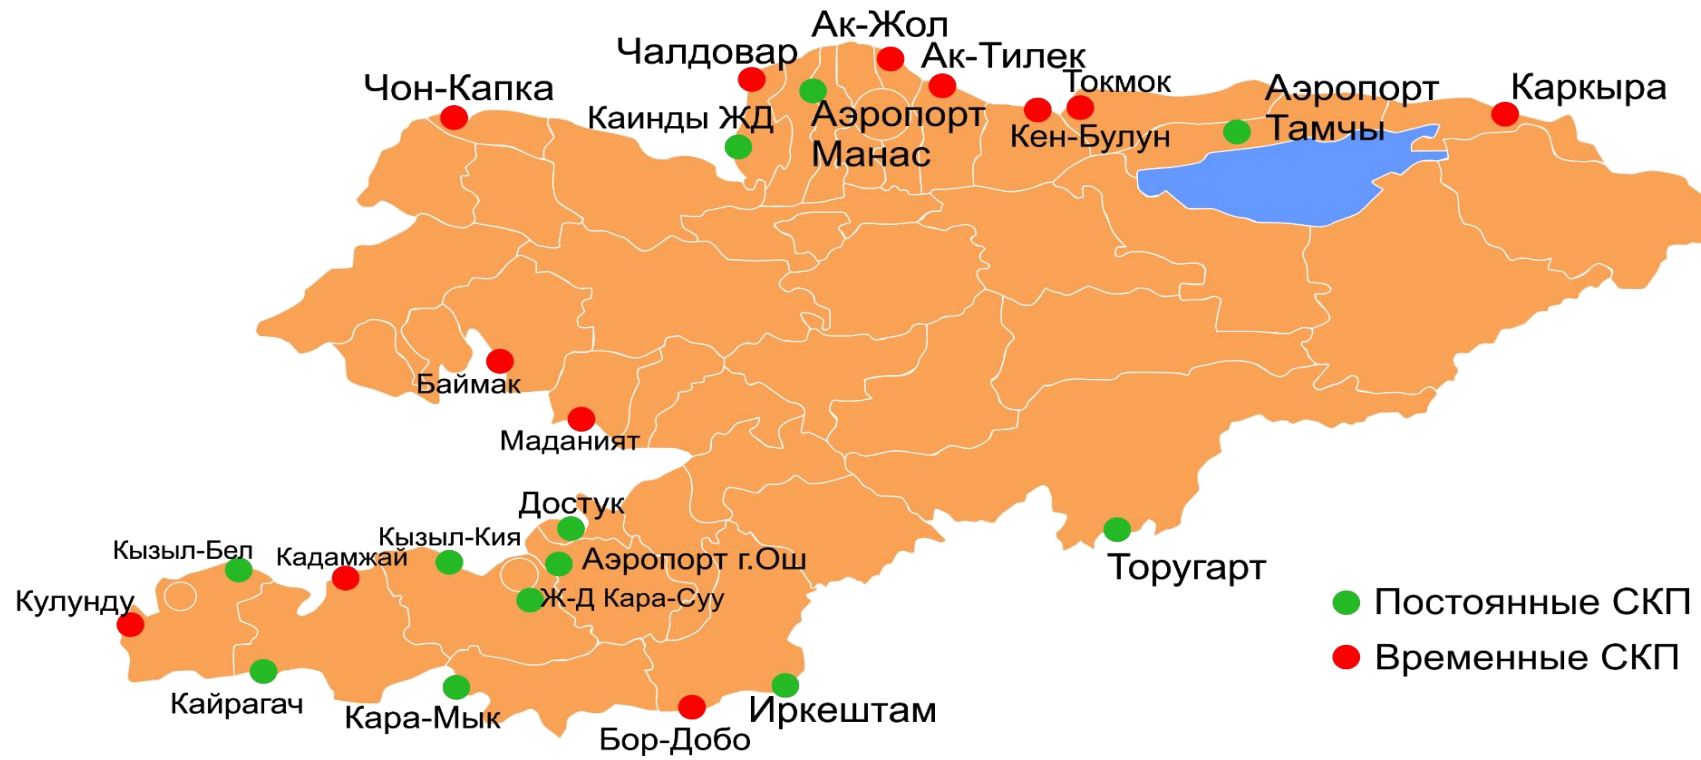 Ак-Жол
Чалдовар
Ак-Тилек
Токмок
Чон-Капка
Аэропорт
Тамчы
Каркыра
Каинды ЖД
Аэропорт
Манас
Кен-Булун
Баймак
Маданият
Достук
Кызыл-Кия
Кызыл-Бел
Кадамжай
Аэропорт г.Ош
Торугарт
Кулунду
Ж-Д Кара-Суу
Постоянные СКП
Временные СКП
Кайрагач
Кара-Мык
Иркештам
Бор-Добо